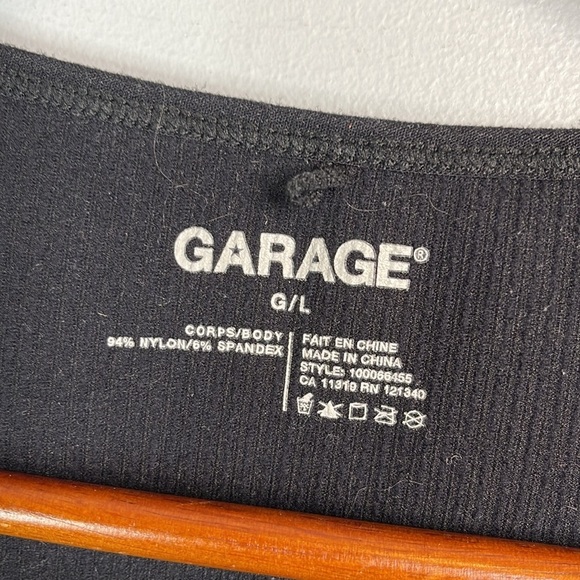 GARAGE®
G/L
CORPS/BODY
94% NYLON/6% SPANDEX
FAIT EN CHINE
MADE IN CHINA
STYLE: 100066455
CA 11319 RN 121340